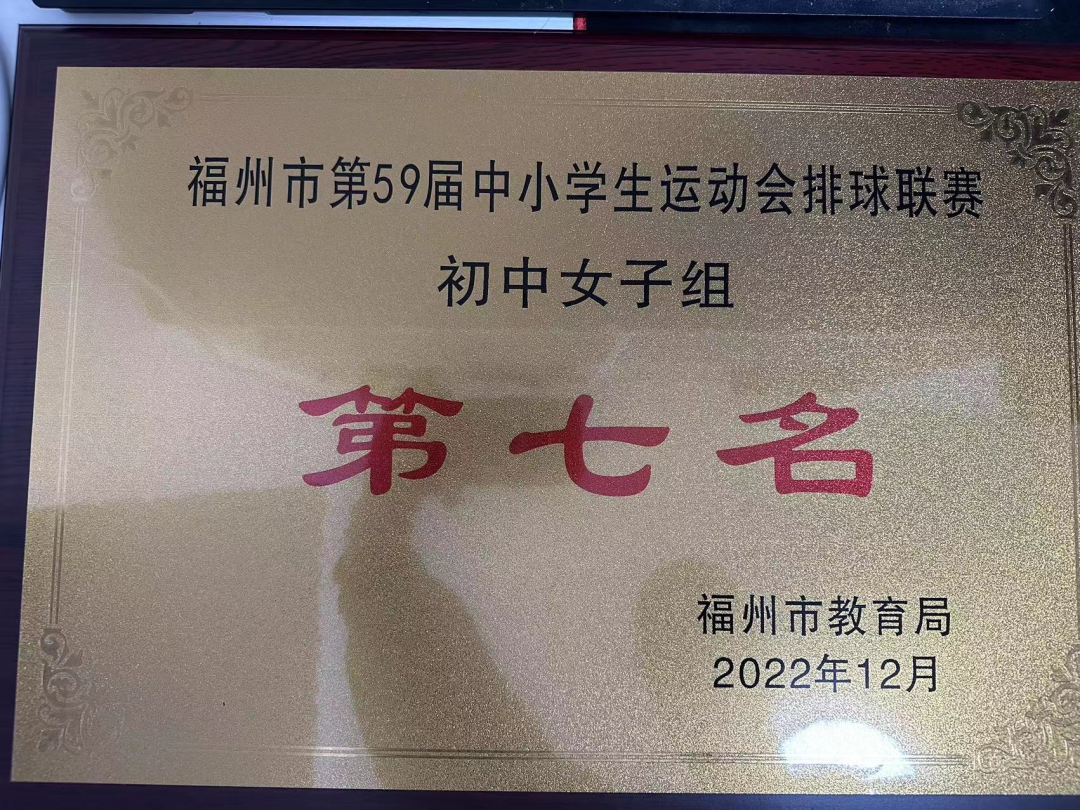 福州市第59届中小学生运动会排球联赛
初中女子组
第七名
福州市教育局
2022年12月